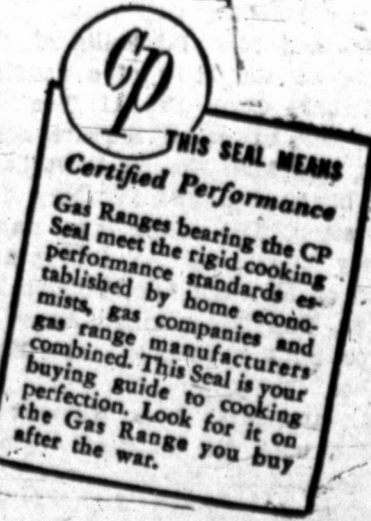 CP
THIS SEAL MEANS
Certified Performance
Gas Ranges bearing the CP
Seal meet the rigid cooking
performance standards es-
tablished by home econo-
mists, gas companies and
gas range manufacturers
combined. This Seal is your
buying guide to cooking
perfection. Look for it on
the Gas Range you buy
after the war.